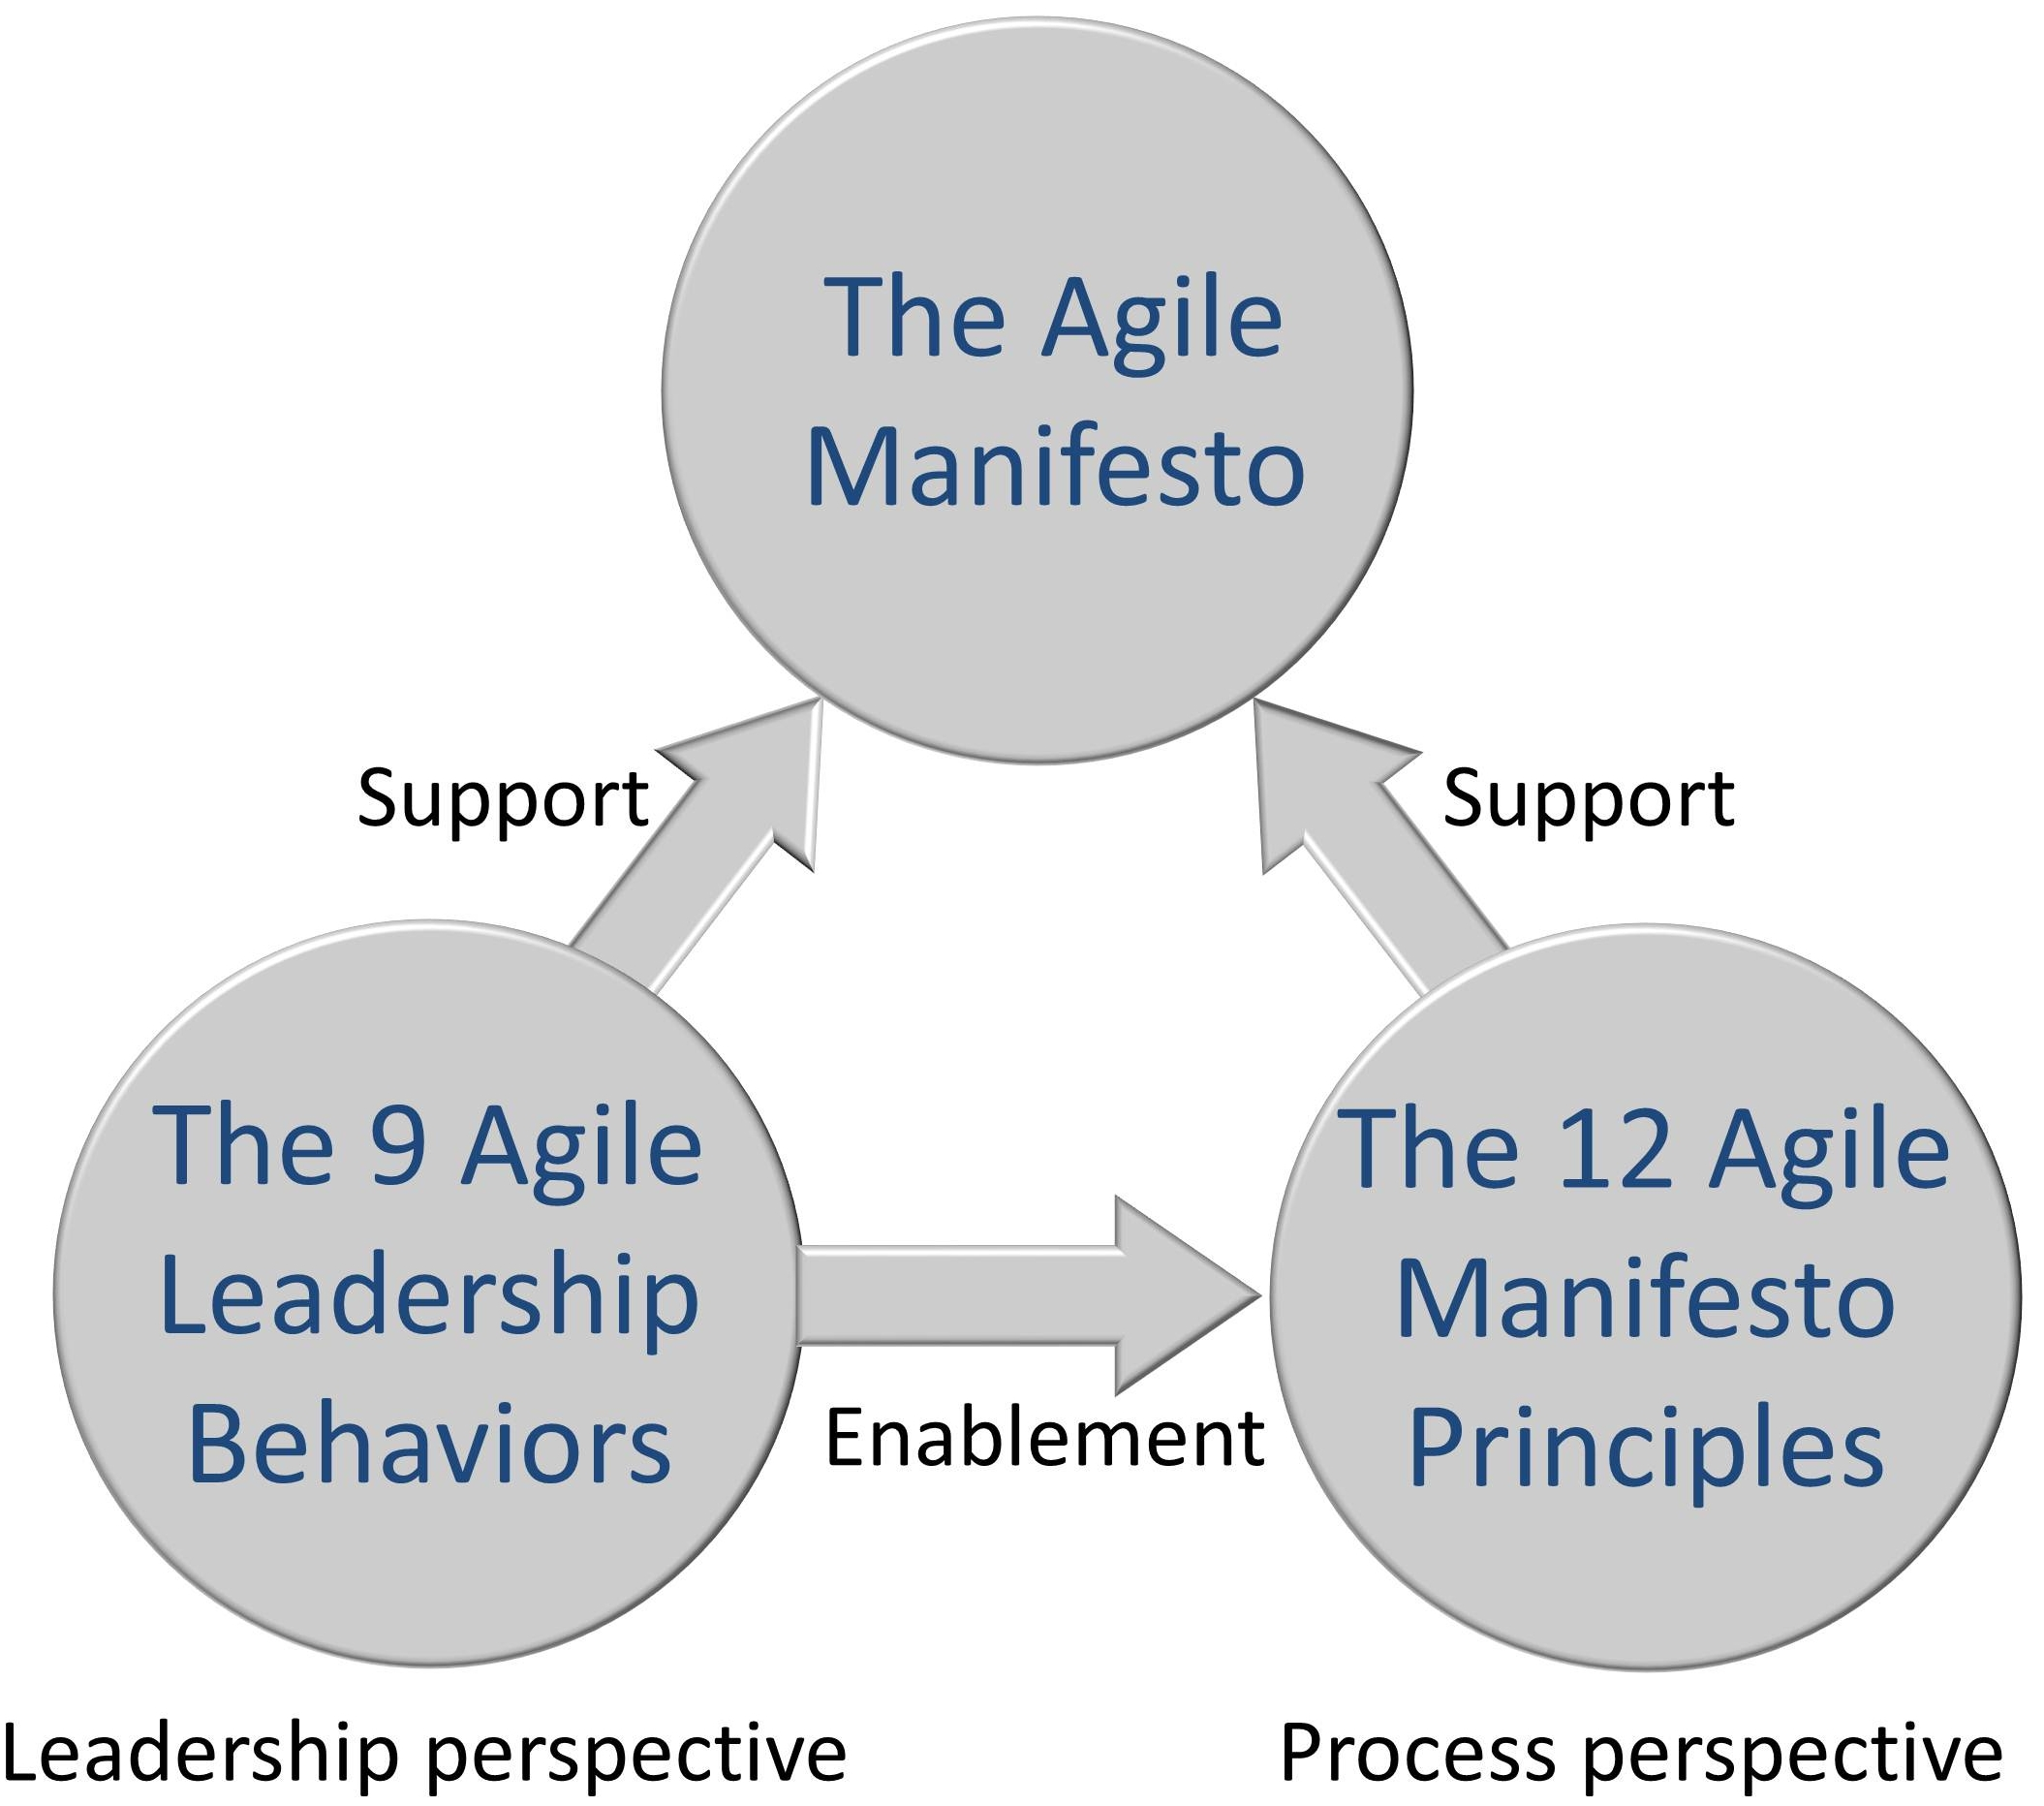 The Agile
Manifesto
Support
Support
The 9 Agile
Leadership
Behaviors
Enablement
The 12 Agile
Manifesto
Principles
Leadership perspective
Process perspective